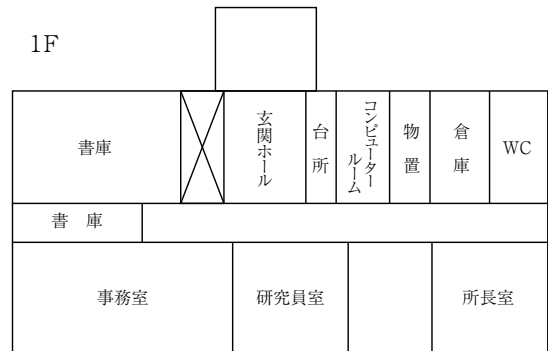 1F
書庫
玄関ホール
台所
コンピューター
ルーム
物置
倉庫
WC
書 庫
事務室
研究員室
所長室